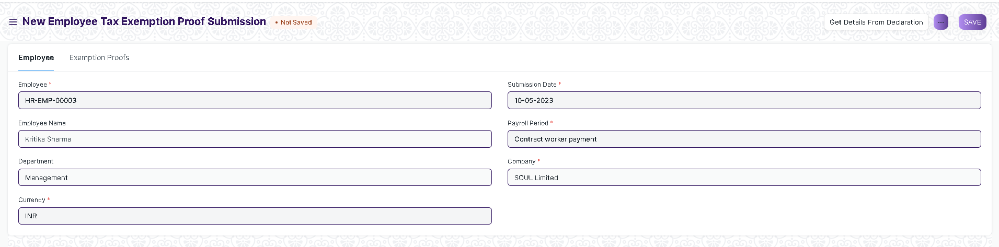 New Employee Tax Exemption Proof Submission • Not Saved Get Details From Declaration ... SAVE
Employee Exemption Proofs
Employee * Submission Date *
HR-EMP-00003 10-05-2023
Employee Name Payroll Period *
Kritika Sharma Contract worker payment
Department Company *
Management SOUL Limited
Currency *
INR